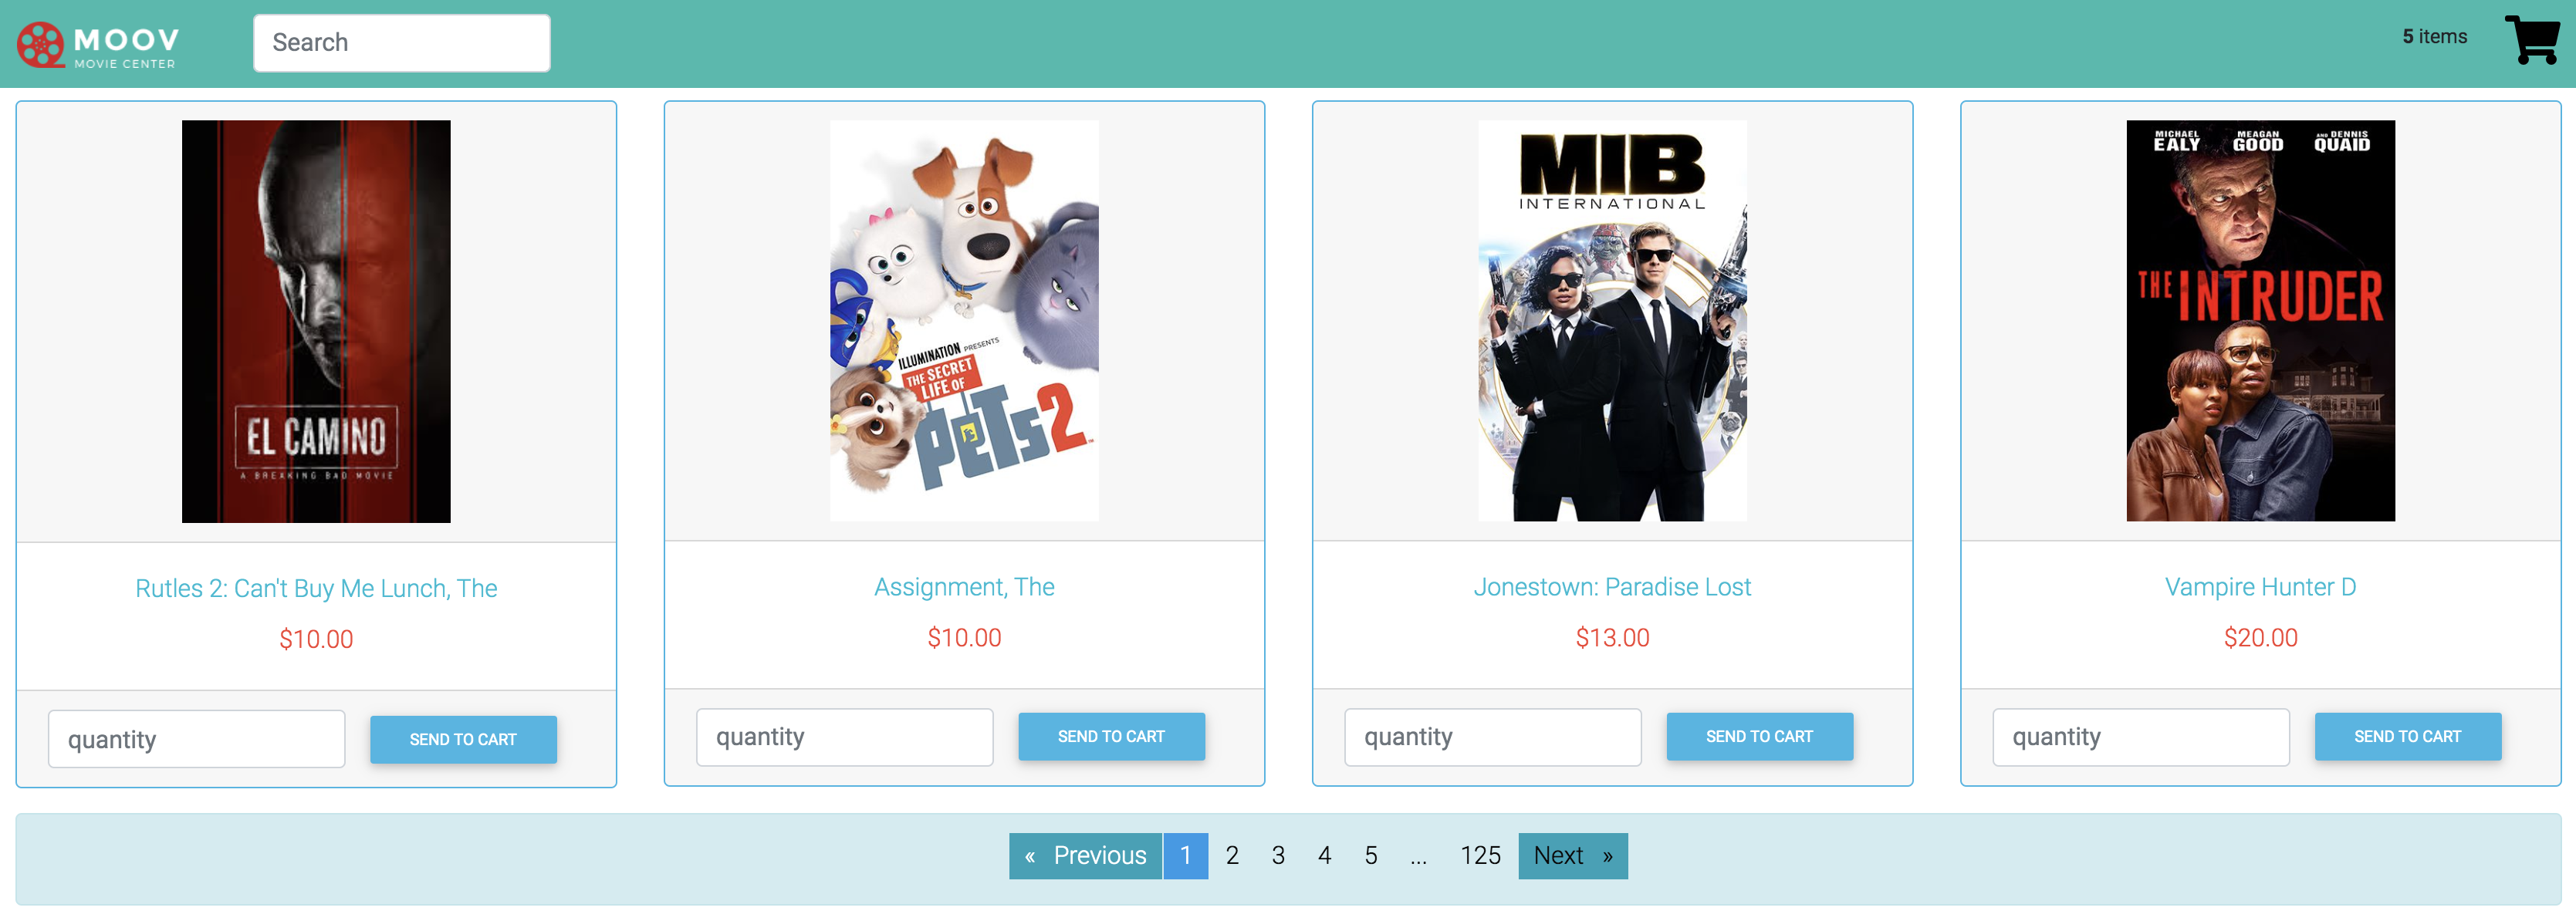 MOOV
MOVIE CENTER
Search
5 items
EL CAMINO
A BREAKING BAD MOVIE
ILLUMINATION PRESENTS
THE SECRET
LIFE OF
PETS 2
MIB
INTERNATIONAL
MICHAEL EALY MEAGAN GOOD AND DENNIS QUAID
THE INTRUDER
Rutles 2: Can't Buy Me Lunch, The
$10.00
quantity SEND TO CART
Assignment, The
$10.00
quantity SEND TO CART
Jonestown: Paradise Lost
$13.00
quantity SEND TO CART
Vampire Hunter D
$20.00
quantity SEND TO CART
« Previous 1 2 3 4 5 ... 125 Next »